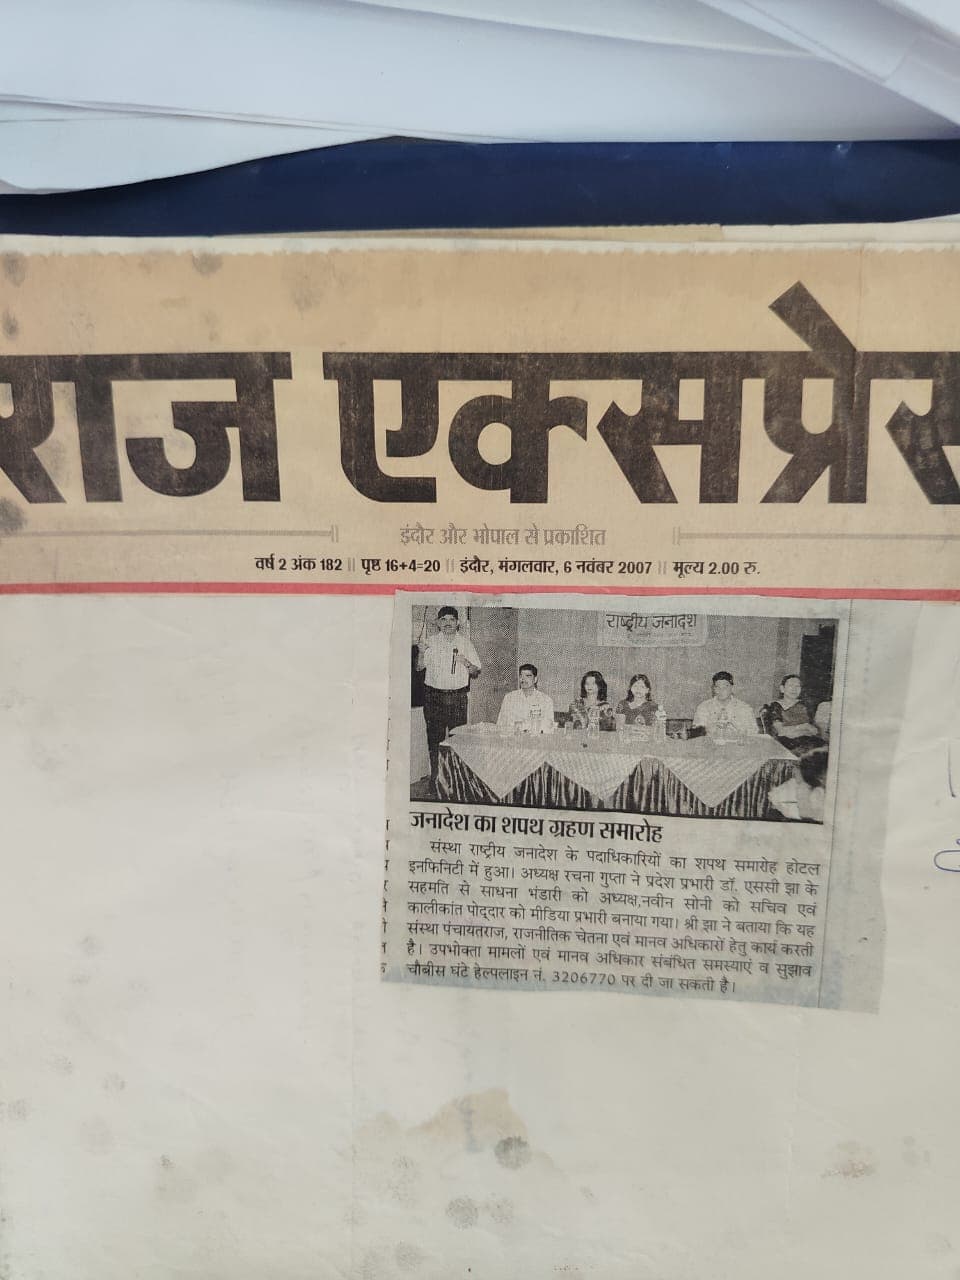 राज एक्सप्रेस
इंदौर और भोपाल से प्रकाशित
वर्ष 2 अंक 182 || पृष्ठ 16+4=20 || इंदौर, मंगलवार, 6 नवंबर 2007 || मूल्य 2.00 रु.
राष्ट्रीय जनादेश
जनादेश का शपथ ग्रहण समारोह
संस्था राष्ट्रीय जनादेश के पदाधिकारियों का शपथ समारोह होटल
इनफिनिटी में हुआ। अध्यक्ष रचना गुप्ता ने प्रदेश प्रभारी डॉ. एससी झा के
सहमति से साधना भंडारी को अध्यक्ष,नवीन सोनी को सचिव एवं
कालीकांत पोद्दार को मीडिया प्रभारी बनाया गया। श्री झा ने बताया कि यह
संस्था पंचायतराज, राजनीतिक चेतना एवं मानव अधिकारों हेतु कार्य करती
है। उपभोक्ता मामलों एवं मानव अधिकार संबंधित समस्याएं व सुझाव
चौबीस घंटे हेल्पलाइन नं. 3206770 पर दी जा सकती है।